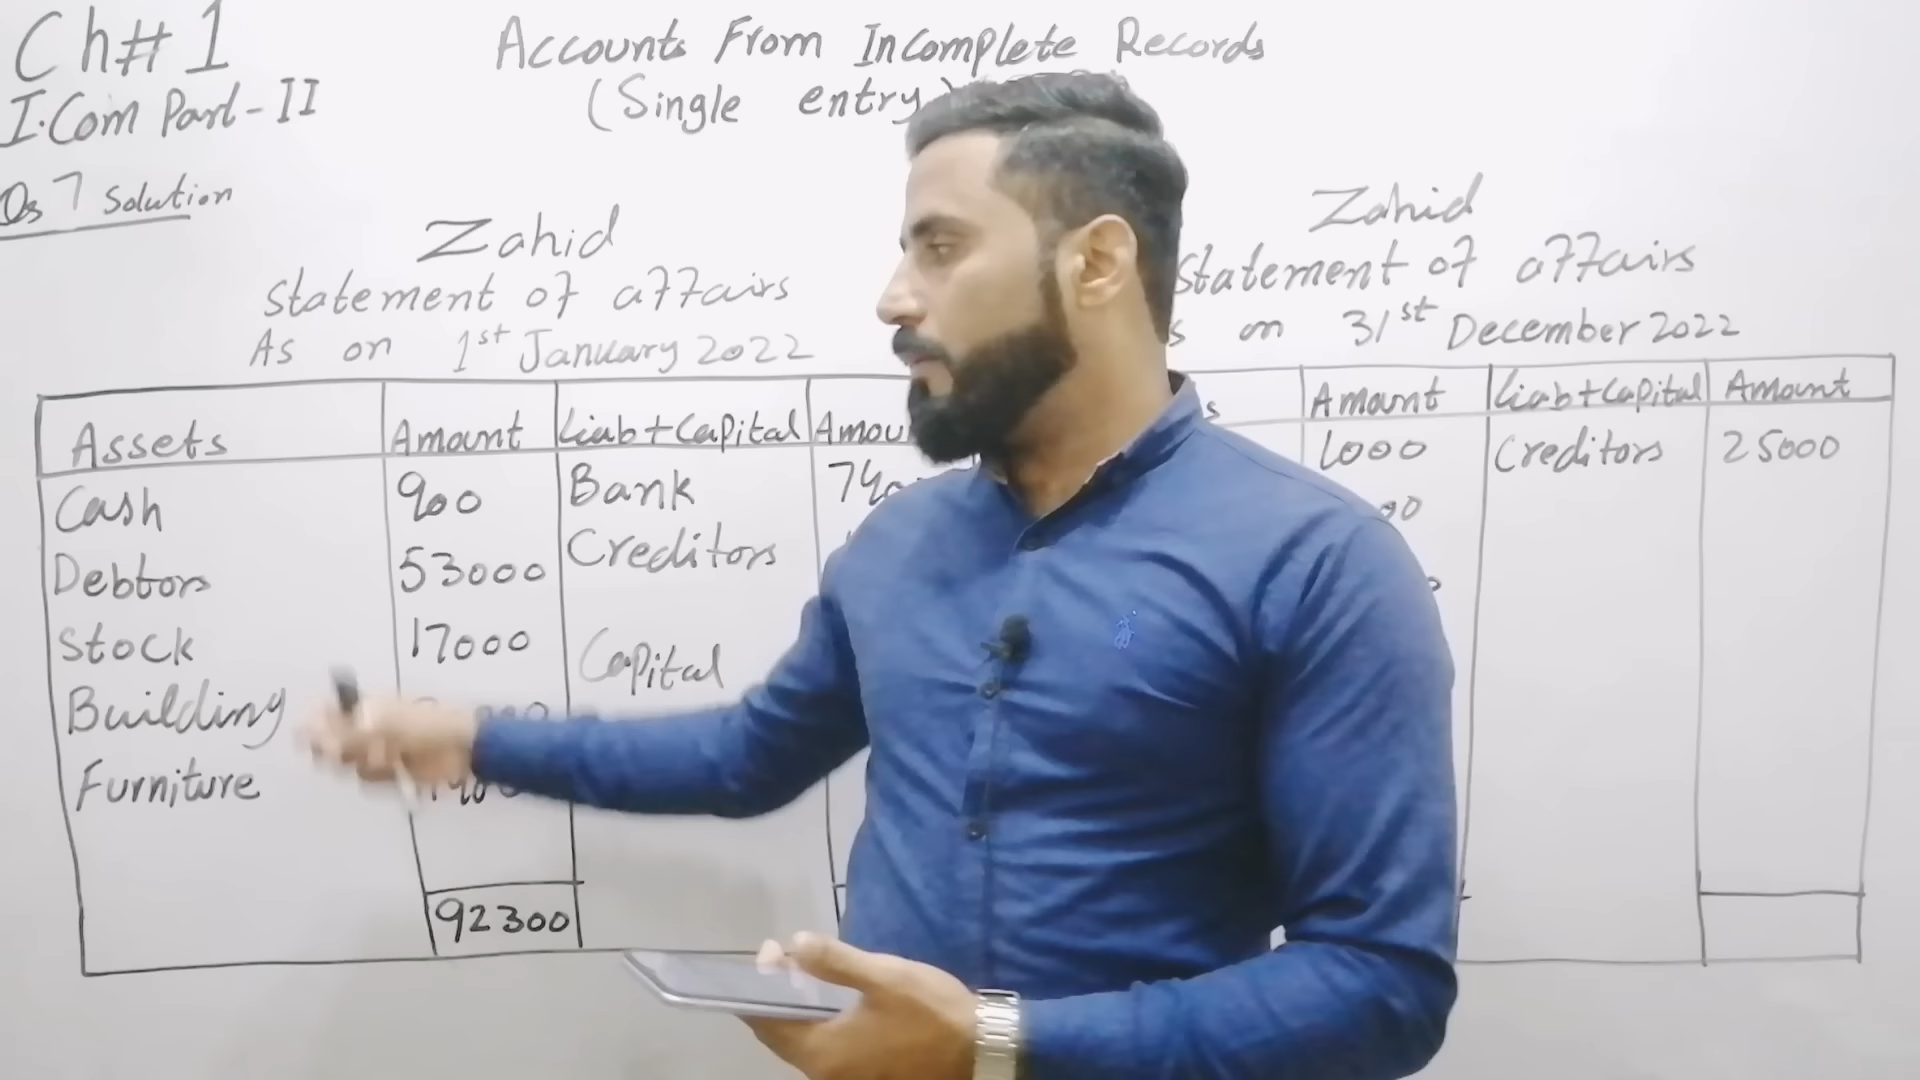 Ch# 1
I.Com Part-II
Qs 7 Solution
Accounts From Incomplete Records
(Single entry)
Zahid
Statement of affairs
As on 1st January 2022
Assets Amount Liab+Capital
Cash 900 Bank
Debtors 53000 Creditors
Stock 17000 Capital
Building
Furniture
92300
Zahid
Statement of affairs
on 31st December 2022
Amount Liab+Capital Amount
1000 Creditors 25000